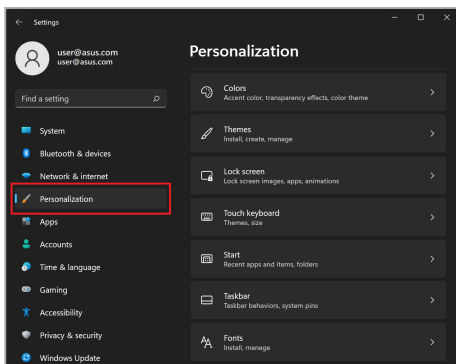 Settings
user@asus.com
user@asus.com
Find a setting
System
Bluetooth & devices
Network & internet
Personalization
Apps
Accounts
Time & language
Gaming
Accessibility
Privacy & security
Windows Update
Personalization
Colors
Accent color, transparency effects, color theme
Themes
Install, create, manage
Lock screen
Lock screen images, apps, animations
Touch keyboard
Themes, size
Start
Recent apps and items, folders
Taskbar
Taskbar behaviors, system pins
Fonts
Install, manage